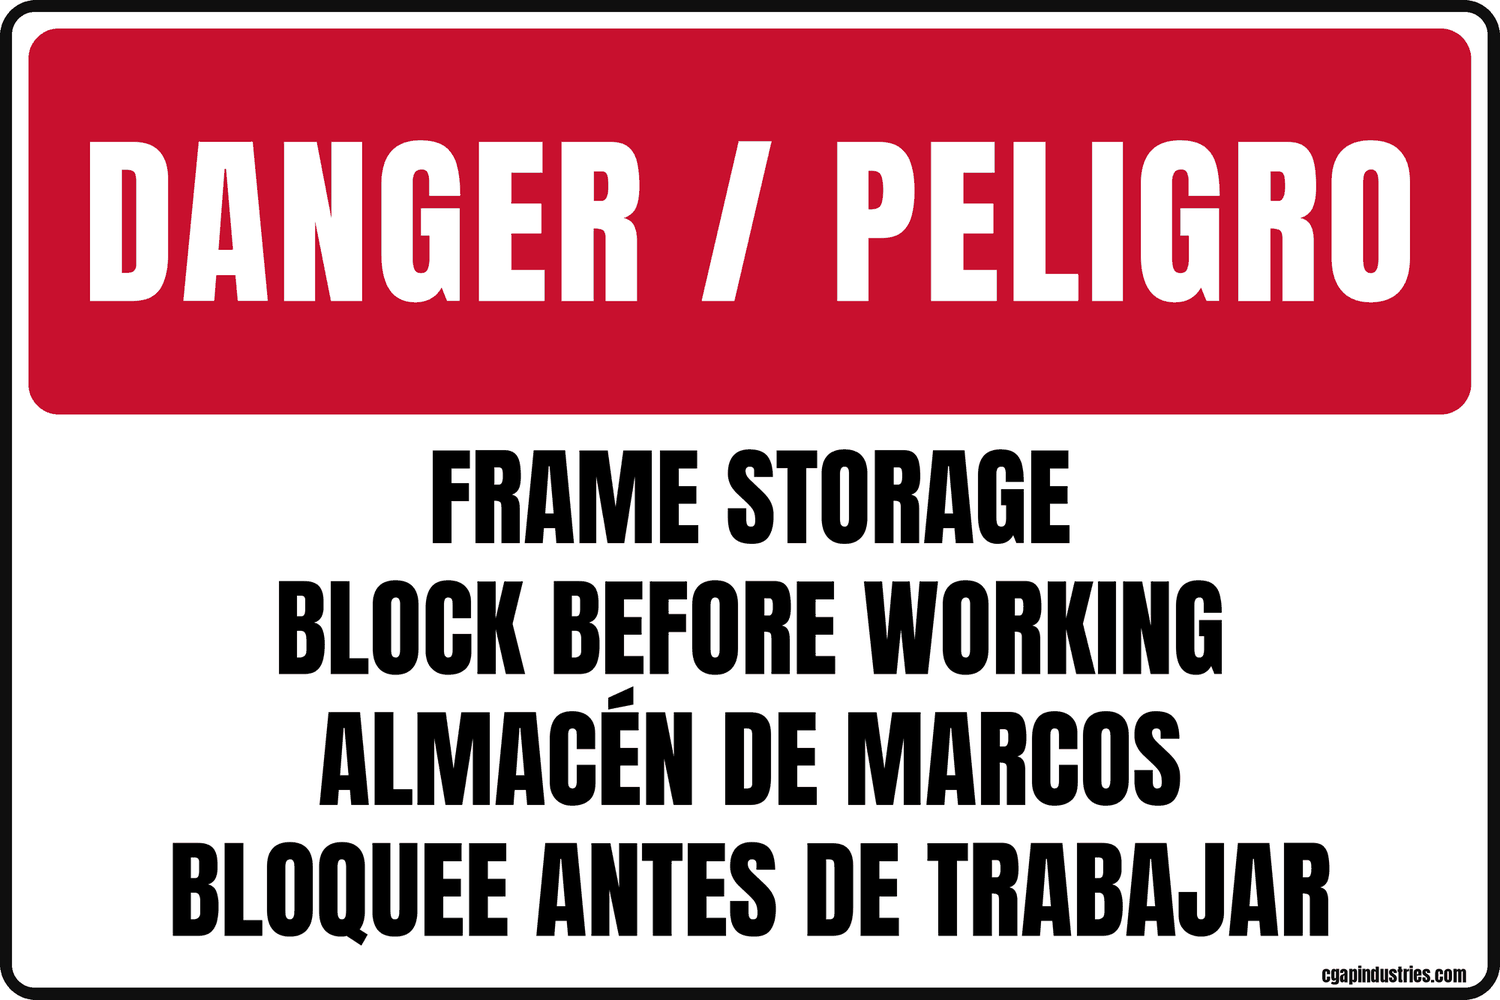 DANGER / PELIGRO
FRAME STORAGE
BLOCK BEFORE WORKING
ALMACÉN DE MARCOS
BLOQUEE ANTES DE TRABAJAR
cgapindustries.com